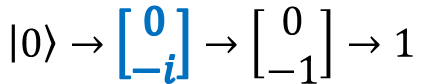 |0⟩ → [0 −i] → [0 −1] → 1